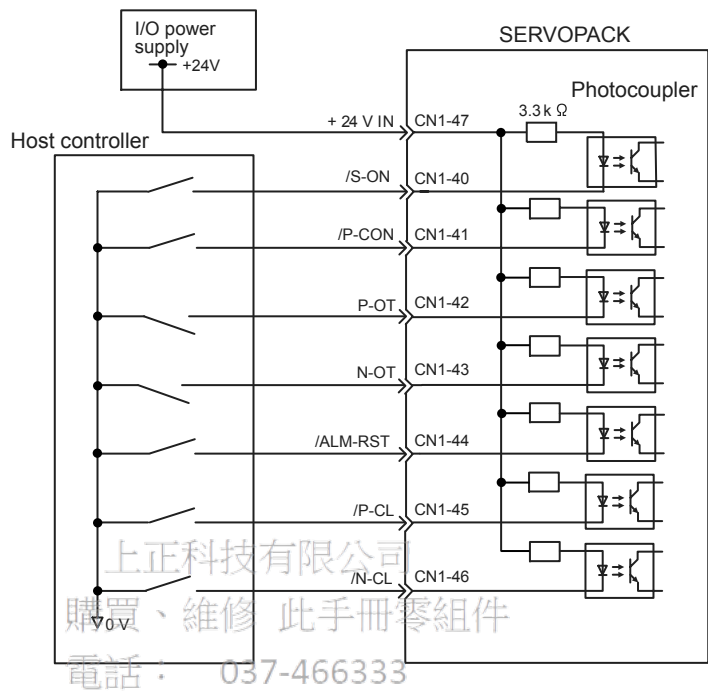 I/O power
supply
+24V
SERVOPACK
Photocoupler
+ 24 V IN CN1-47
3.3 k Ω
Host controller
/S-ON CN1-40
/P-CON CN1-41
P-OT CN1-42
N-OT CN1-43
/ALM-RST CN1-44
/P-CL CN1-45
上正科技有限公司
/N-CL CN1-46
購買、維修 此手冊零組件
0 V
電話： 037-466333